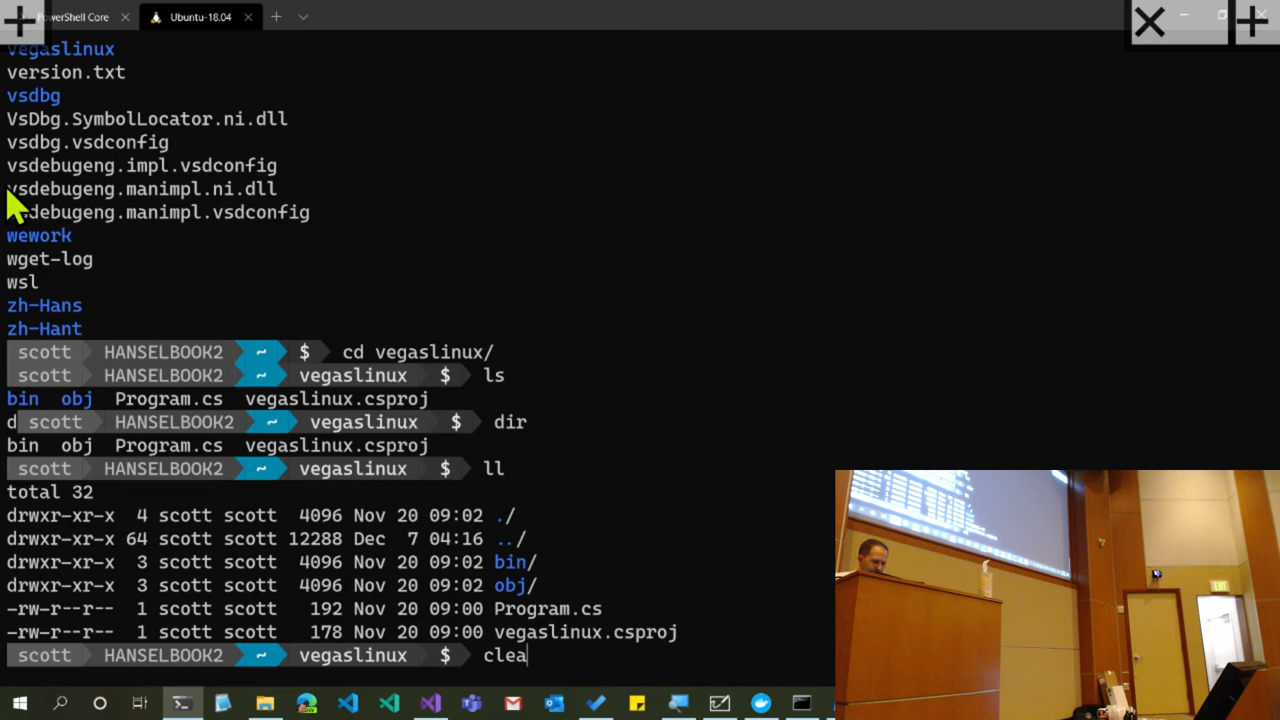 PowerShell Core Ubuntu-18.04
vegaslinux
version.txt
vsdbg
VsDbg.SymbolLocator.ni.dll
vsdbg.vsdconfig
vsdebugeng.impl.vsdconfig
vsdebugeng.manimpl.ni.dll
debugeng.manimpl.vsdconfig
wework
wget-log
wsl
zh-Hans
zh-Hant
scott HANSELBOOK2 ~ $ cd vegaslinux/
scott HANSELBOOK2 ~ vegaslinux $ ls
bin obj Program.cs vegaslinux.csproj
d scott HANSELBOOK2 ~ vegaslinux $ dir
bin obj Program.cs vegaslinux.csproj
scott HANSELBOOK2 ~ vegaslinux $ ll
total 32
drwxr-xr-x 4 scott scott 4096 Nov 20 09:02 ./
drwxr-xr-x 64 scott scott 12288 Dec 7 04:16 ../
drwxr-xr-x 3 scott scott 4096 Nov 20 09:02 bin/
drwxr-xr-x 3 scott scott 4096 Nov 20 09:02 obj/
-rw-r--r-- 1 scott scott 192 Nov 20 09:00 Program.cs
-rw-r--r-- 1 scott scott 178 Nov 20 09:00 vegaslinux.csproj
scott HANSELBOOK2 ~ vegaslinux $ clea